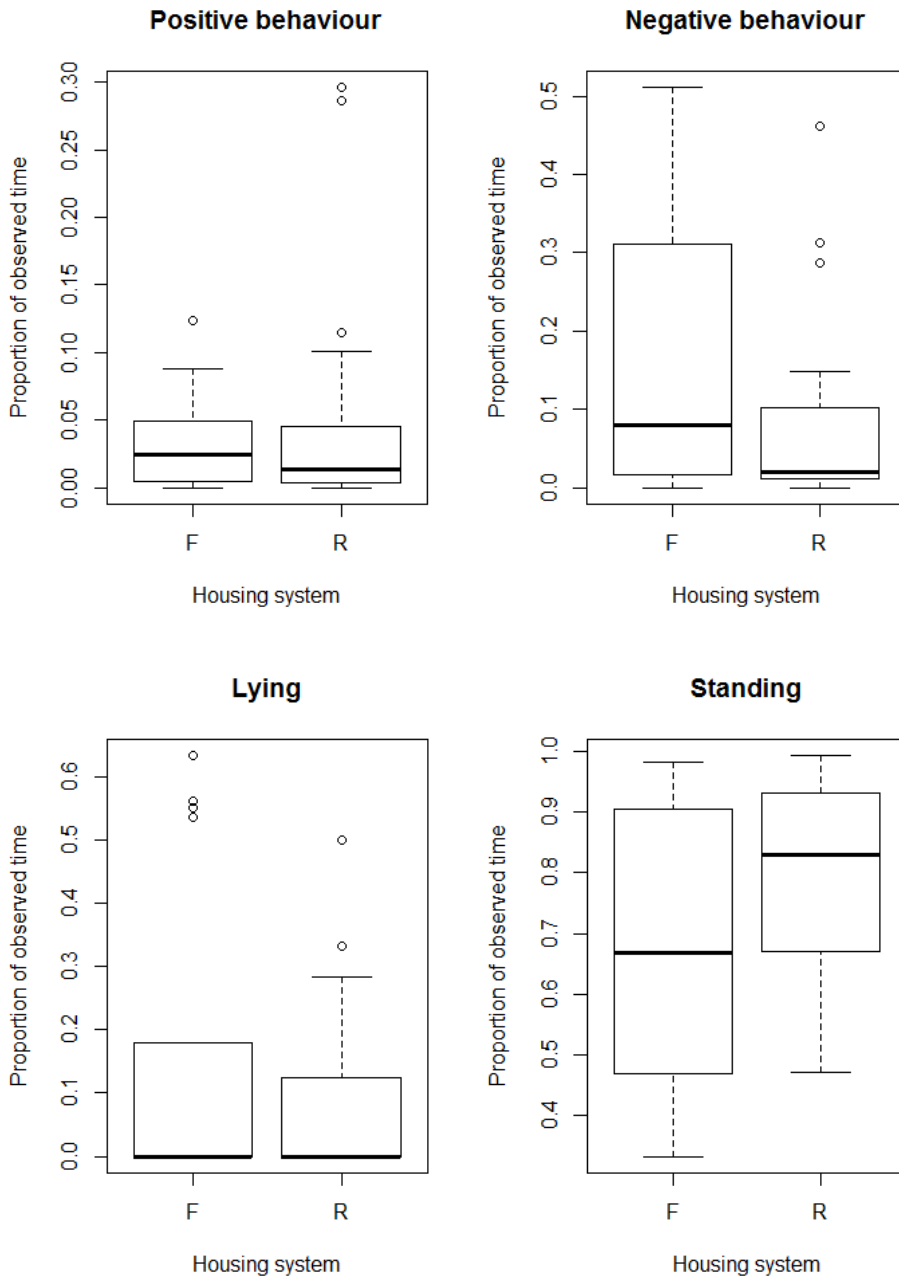 Positive behaviour
Proportion of observed time
0.30
0.25
0.20
0.15
0.10
0.05
0.00
F R
Housing system
Negative behaviour
Proportion of observed time
0.5
0.4
0.3
0.2
0.1
0.0
F R
Housing system
Lying
Proportion of observed time
0.6
0.5
0.4
0.3
0.2
0.1
0.0
F R
Housing system
Standing
Proportion of observed time
1.0
0.9
0.8
0.7
0.6
0.5
0.4
F R
Housing system